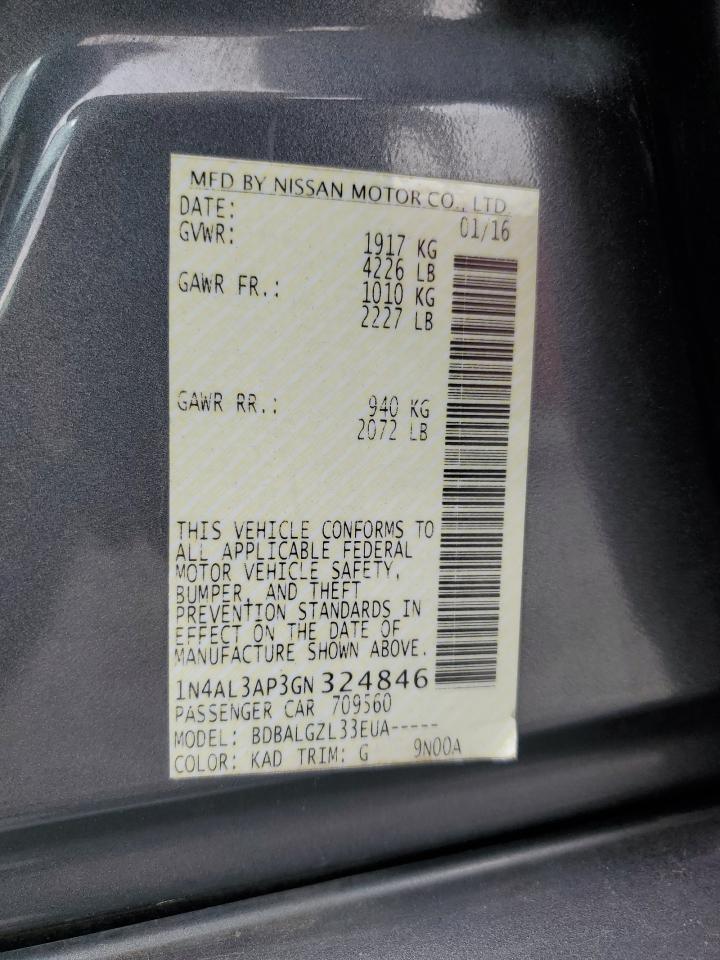 MFD BY NISSAN MOTOR CO., LTD.
DATE: 01/16
GVWR: 1917 KG
4226 LB
GAWR FR.: 1010 KG
2227 LB
GAWR RR.: 940 KG
2072 LB
THIS VEHICLE CONFORMS TO
ALL APPLICABLE FEDERAL
MOTOR VEHICLE SAFETY,
BUMPER, AND THEFT
PREVENTION STANDARDS IN
EFFECT ON THE DATE OF
MANUFACTURE SHOWN ABOVE.
1N4AL3AP3GN 324846
PASSENGER CAR 709560
MODEL: BDBALGZL33EUA-----
COLOR: KAD TRIM: G 9N00A